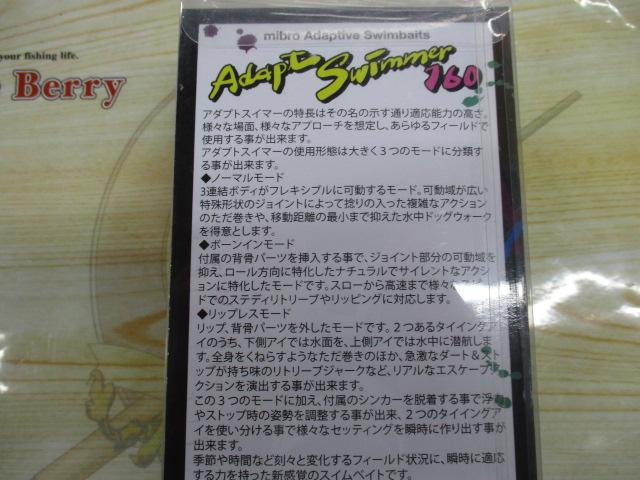 mibro Adaptive Swimbaits
Adapt Swimmer 160
your fishing life.
Berry
アダプトスイマーの特長はその名の示す通り適応能力の高さ。
様々な場面、様々なアプローチを想定し、あらゆるフィールドで
使用する事が出来ます。
アダプトスイマーの使用形態は大きく３つのモードに分類す
る事が出来ます。
◆ノーマルモード
3連結ボディがフレキシブルに可動するモード。可動域が広い
特殊形状のジョイントによって捻りの入った複雑なアクション
のただ巻きや、移動距離の最小まで抑えた水中ドッグウォーク
を得意とします。
◆ボーンインモード
付属の背骨パーツを挿入する事で、ジョイント部分の可動域を
抑え、ロール方向に特化したナチュラルでサイレントなアクショ
ンに特化したモードです。スローから高速まで様々な
ドでのステディリトリーブやリッピングに対応します。
◆リップレスモード
リップ、背骨パーツを外したモードです。２つあるタイイングア
イのうち、下側アイでは水面を、上側アイでは水中に潜航しま
す。全身をくねらすようなただ巻きのほか、急激なダート＆スト
ップが持ち味のリトリーブジャークなど、リアルなエスケープ
クションを演出する事が出来ます。
この３つのモードに加え、付属のシンカーを脱着する事で浮
やストップ時の姿勢を調整する事が出来、２つのタイイングアイ
を使い分ける事で様々なセッティングを瞬時に作り出す事が
出来ます。
季節や時間など刻々と変化するフィールド状況に、瞬時に適応
する力を持った新感覚のスイムベイトです。